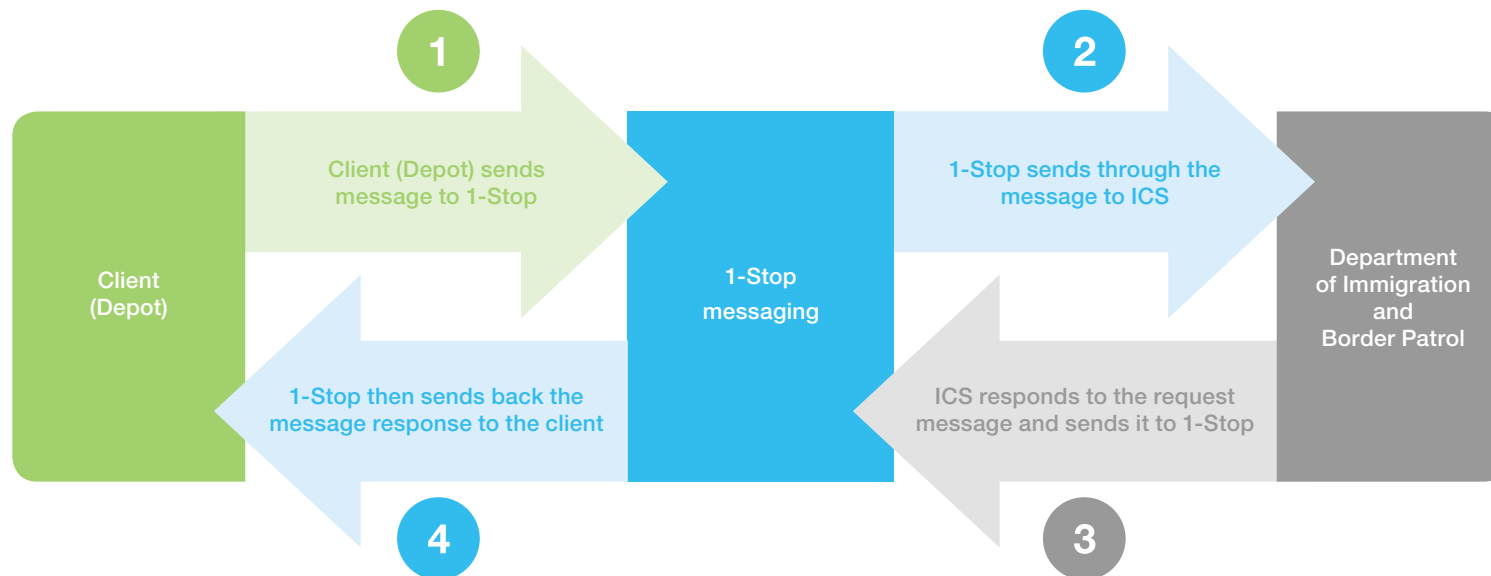 1
2
Client (Depot) sends
message to 1-Stop
1-Stop sends through the
message to ICS
Client
(Depot)
1-Stop
messaging
Department
of Immigration
and
Border Patrol
1-Stop then sends back the
message response to the client
ICS responds to the request
message and sends it to 1-Stop
4
3